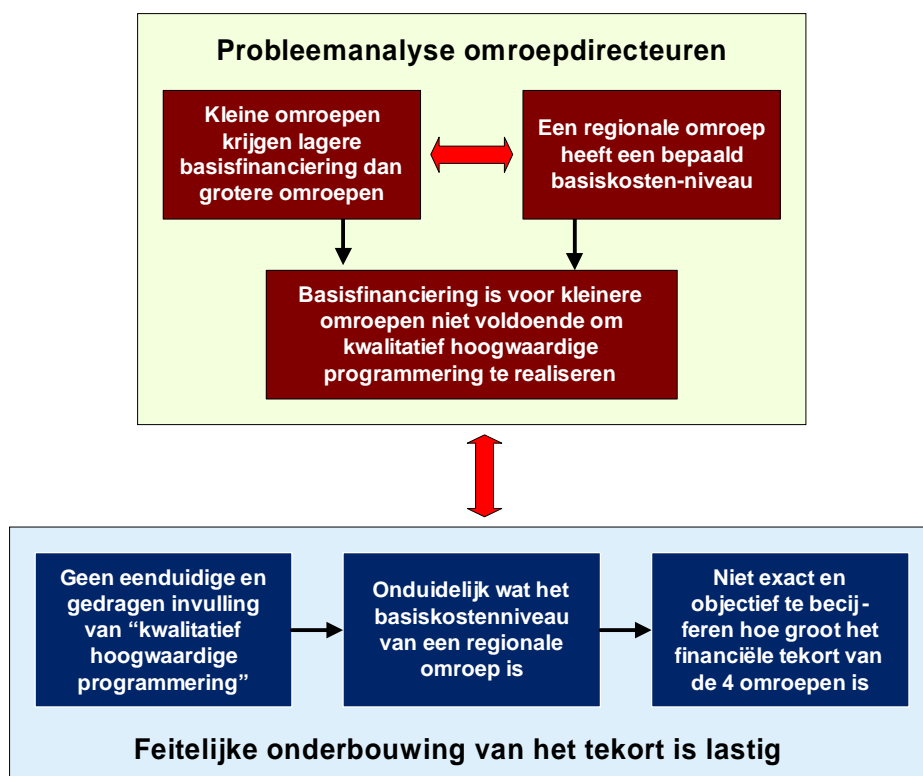 Probleemanalyse omroepdirecteuren
Kleine omroepen
krijgen lagere
basisfinanciering dan
grotere omroepen
Een regionale omroep
heeft een bepaald
basiskosten-niveau
Basisfinanciering is voor kleinere
omroepen niet voldoende om
kwalitatief hoogwaardige
programmering te realiseren
Geen eenduidige en
gedragen invulling
van “kwalitatief
hoogwaardige
programmering”
Onduidelijk wat het
basiskostenniveau
van een regionale
omroep is
Niet exact en
objectief te becij-
feren hoe groot het
financiële tekort van
de 4 omroepen is
Feitelijke onderbouwing van het tekort is lastig